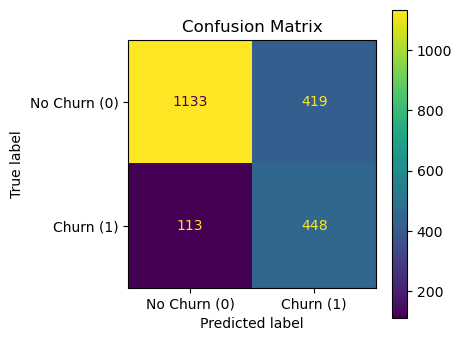 Confusion Matrix
True label
No Churn (0)
1133
419
Churn (1)
113
448
No Churn (0)
Churn (1)
Predicted label
1000
800
600
400
200